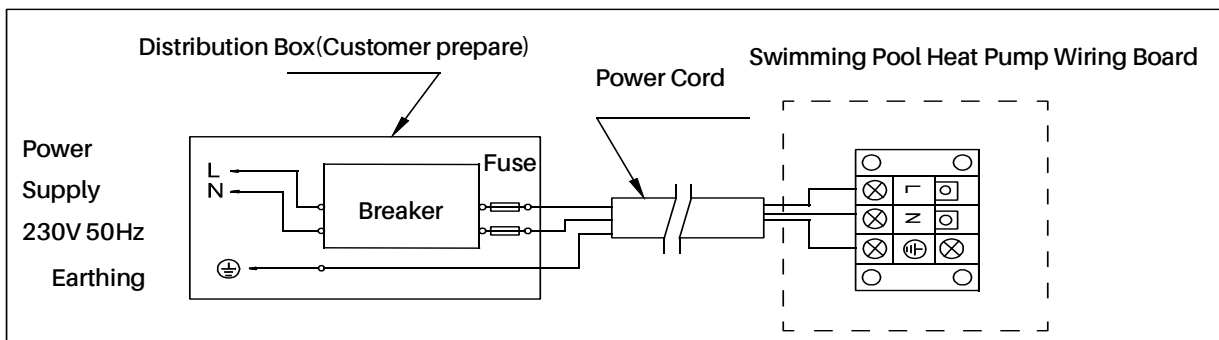 Distribution Box(Customer prepare)
Swimming Pool Heat Pump Wiring Board
Power Cord
Power
Supply
230V 50Hz
Earthing
L
N
Breaker
Fuse
L
N